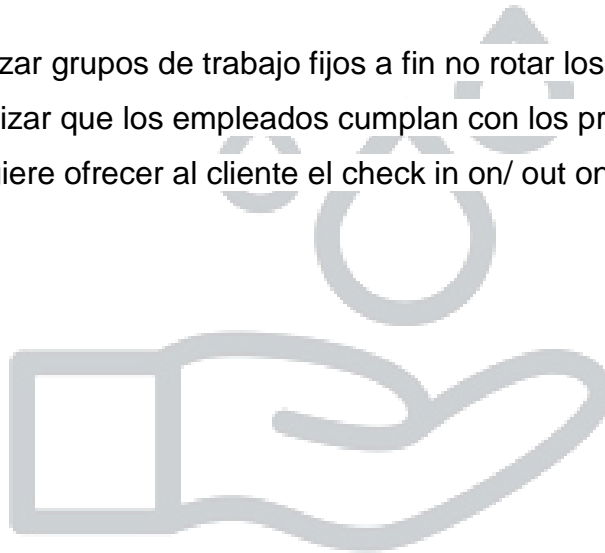 zar grupos de trabajo fijos a fin no rotar los
izar que los empleados cumplan con los pr
iere ofrecer al cliente el check in on/ out on